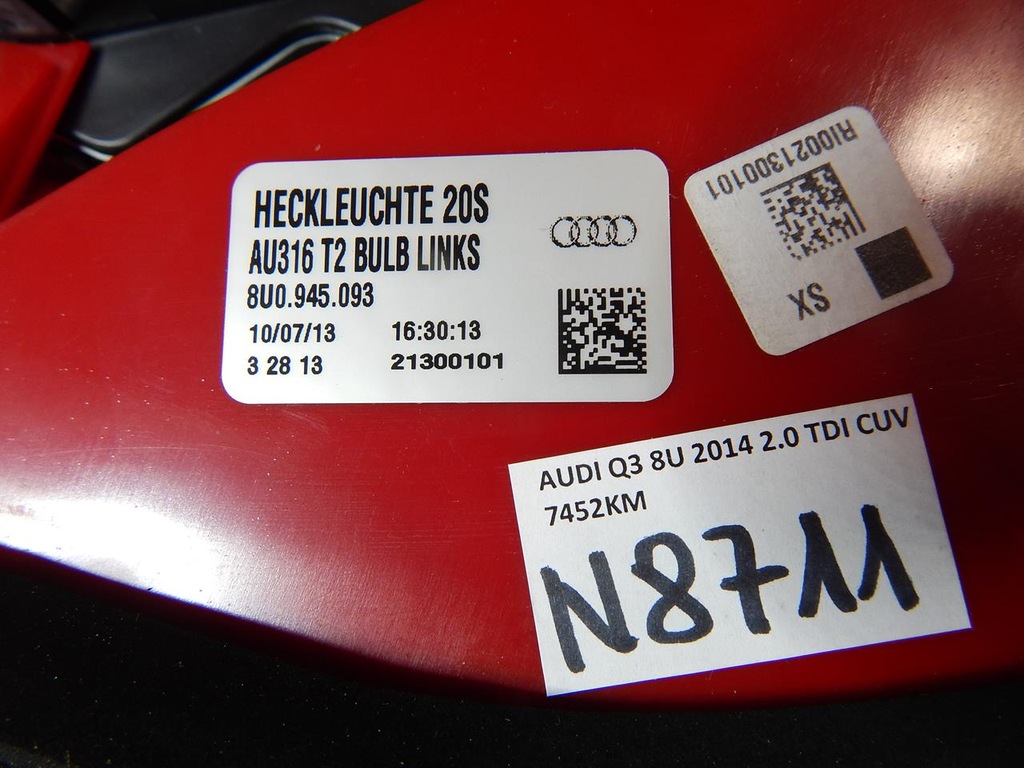 HECKLEUCHTE 20S
AU316 T2 BULB LINKS
8U0.945.093
10/07/13 16:30:13
3 28 13 21300101
RI0021300101
SX
AUDI Q3 8U 2014 2.0 TDI CUV
7452KM
N8711